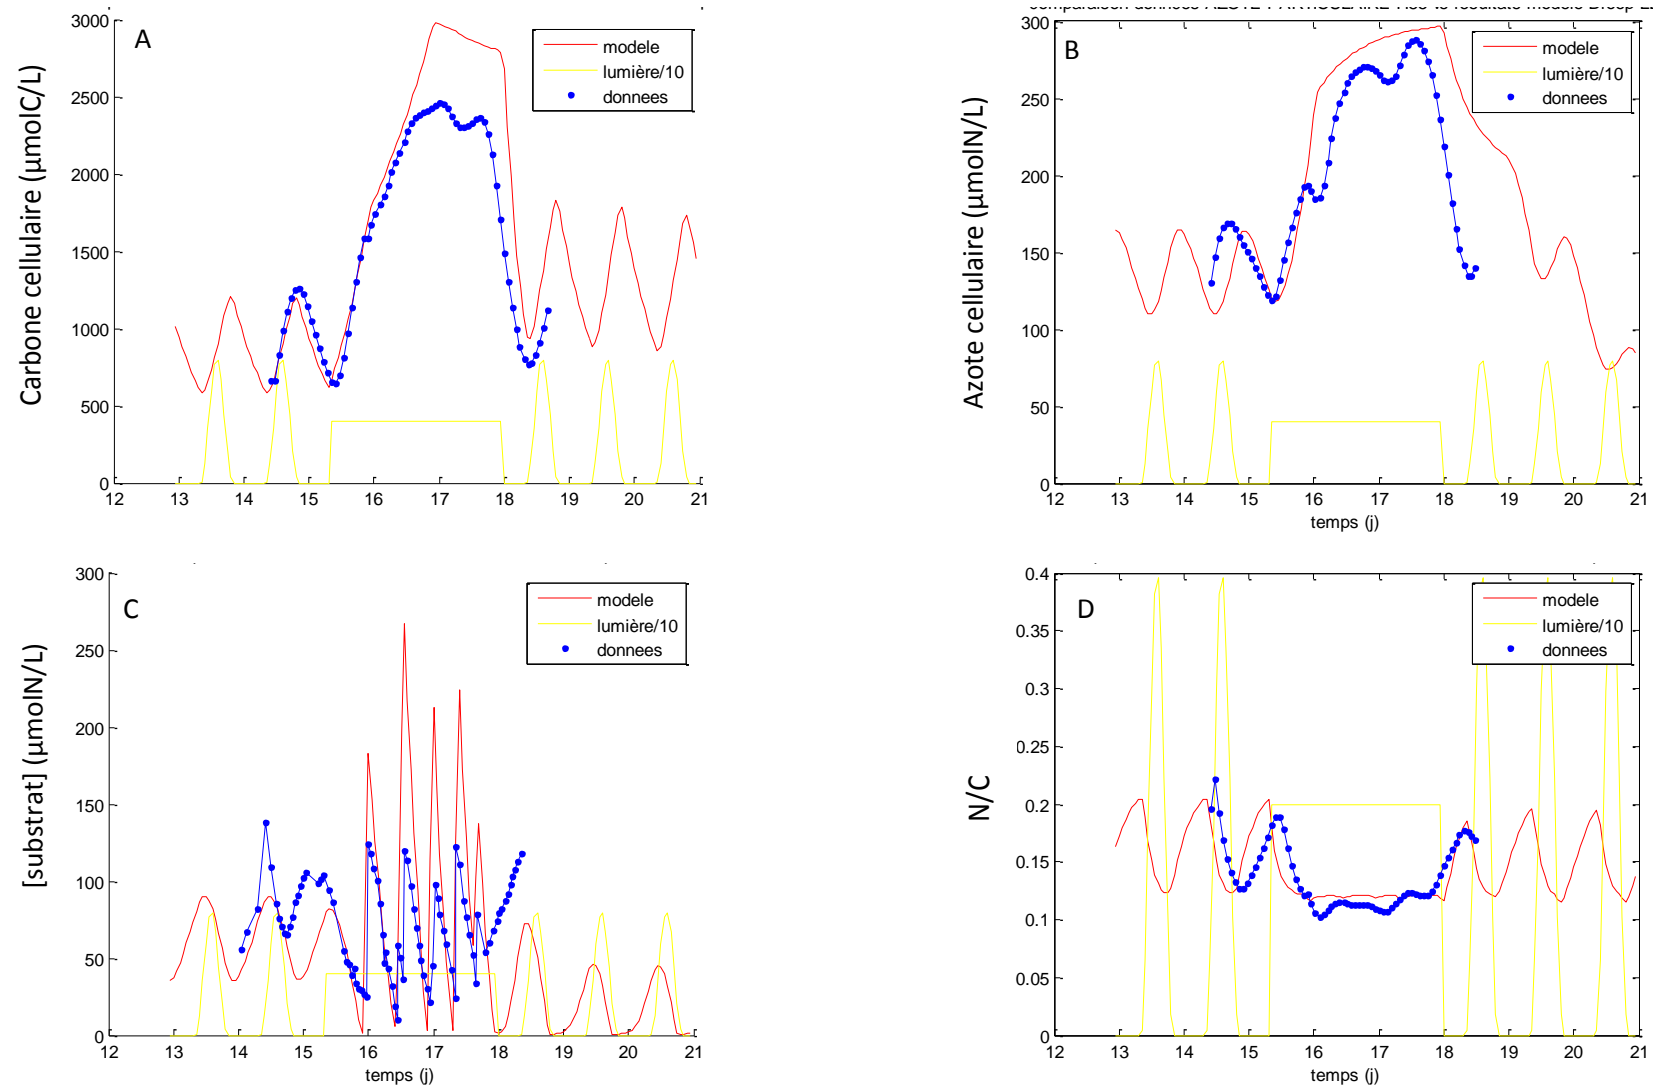 A
3000
2500
2000
1500
1000
500
0
12 13 14 15 16 17 18 19 20 21
Carbone cellulaire (µmolC/L)
modele
lumière/10
donnees
B
300
250
200
150
100
50
0
12 13 14 15 16 17 18 19 20 21
temps (j)
Azote cellulaire (µmolN/L)
modele
lumière/10
donnees
C
300
250
200
150
100
50
0
12 13 14 15 16 17 18 19 20 21
temps (j)
[substrat] (µmolN/L)
modele
lumière/10
donnees
D
0.4
0.35
0.3
0.25
0.2
0.15
0.1
0.05
0
12 13 14 15 16 17 18 19 20 21
temps (j)
N/C
modele
lumière/10
donnees